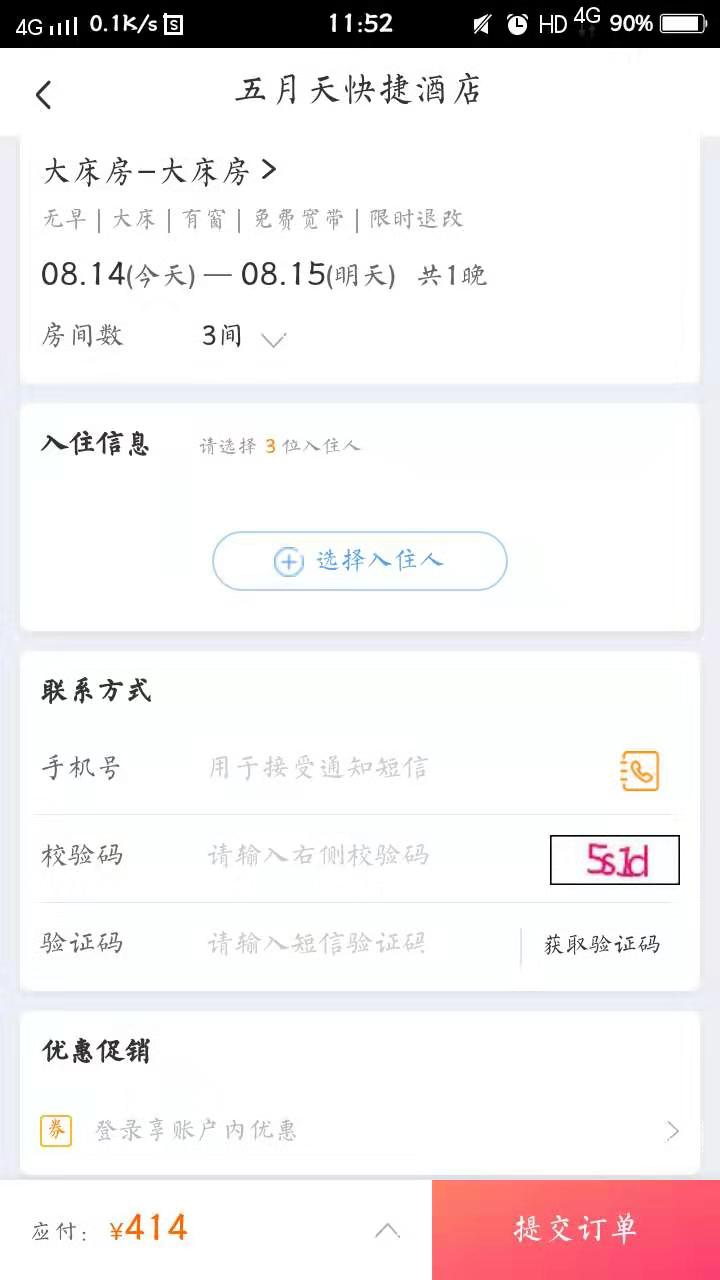 4G 0.1K/s S 11:52 HD 4G 90%
五月天快捷酒店
大床房-大床房
无早 | 大床 | 有窗 | 免费宽带 | 限时退改
08.14(今天) — 08.15(明天) 共1晚
房间数 3间
入住信息 请选择 3 位入住人
选择入住人
联系方式
手机号 用于接受通知短信
校验码 请输入右侧校验码 5s1d
验证码 请输入短信验证码 获取验证码
优惠促销
券 登录享账户内优惠
应付: ¥414 提交订单